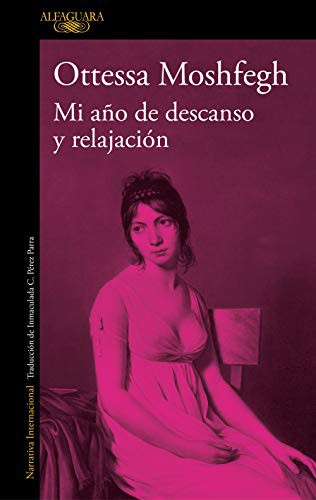 ALFAGUARA
Ottessa Moshfegh
Mi año de descanso
y relajación
Narrativa Internacional Traducción de Inmaculada C. Pérez Parra